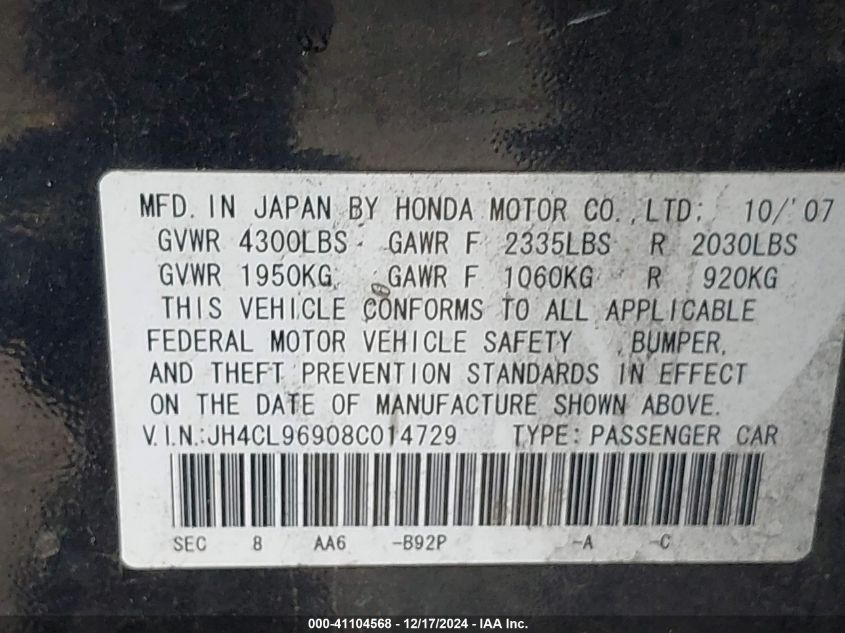 MFD. IN JAPAN BY HONDA MOTOR CO., LTD. 10/'07
GVWR 4300LBS GAWR F 2335LBS R 2030LBS
GVWR 1950KG GAWR F 1060KG R 920KG
THIS VEHICLE CONFORMS TO ALL APPLICABLE
FEDERAL MOTOR VEHICLE SAFETY , BUMPER,
AND THEFT PREVENTION STANDARDS IN EFFECT
ON THE DATE OF MANUFACTURE SHOWN ABOVE.
V.I.N.:JH4CL96908C014729 TYPE: PASSENGER CAR
SEC 8 AA6 -B92P -A -C
000-41104568 - 12/17/2024 - IAA Inc.